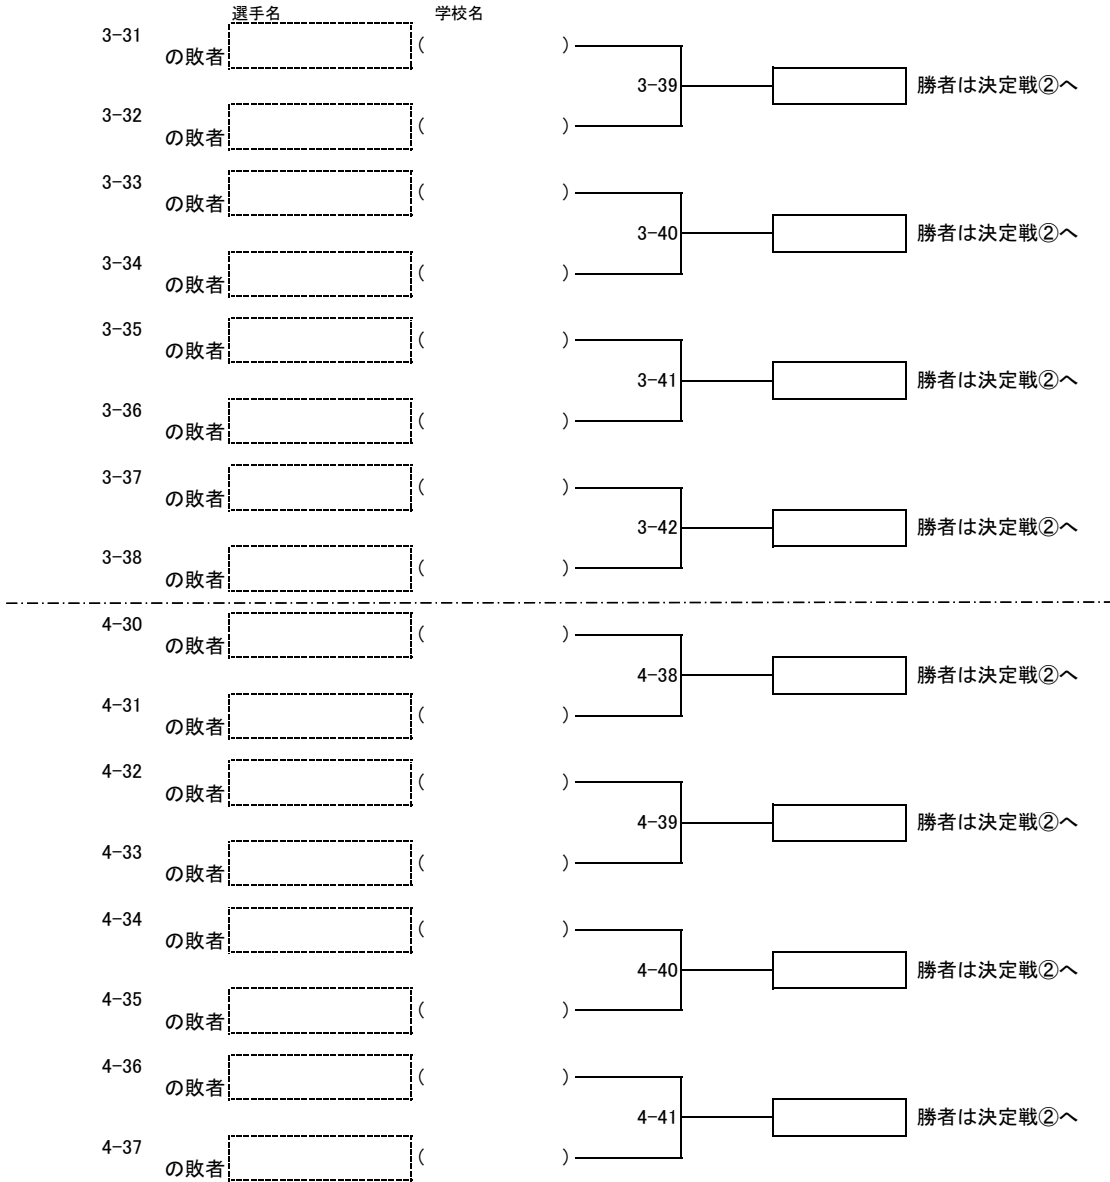 選手名 学校名
3-31
の敗者 ( )
3-39 勝者は決定戦②へ
3-32
の敗者 ( )
3-33
の敗者 ( )
3-40 勝者は決定戦②へ
3-34
の敗者 ( )
3-35
の敗者 ( )
3-41 勝者は決定戦②へ
3-36
の敗者 ( )
3-37
の敗者 ( )
3-42 勝者は決定戦②へ
3-38
の敗者 ( )
4-30
の敗者 ( )
4-38 勝者は決定戦②へ
4-31
の敗者 ( )
4-32
の敗者 ( )
4-39 勝者は決定戦②へ
4-33
の敗者 ( )
4-34
の敗者 ( )
4-40 勝者は決定戦②へ
4-35
の敗者 ( )
4-36
の敗者 ( )
4-41 勝者は決定戦②へ
4-37
の敗者 ( )